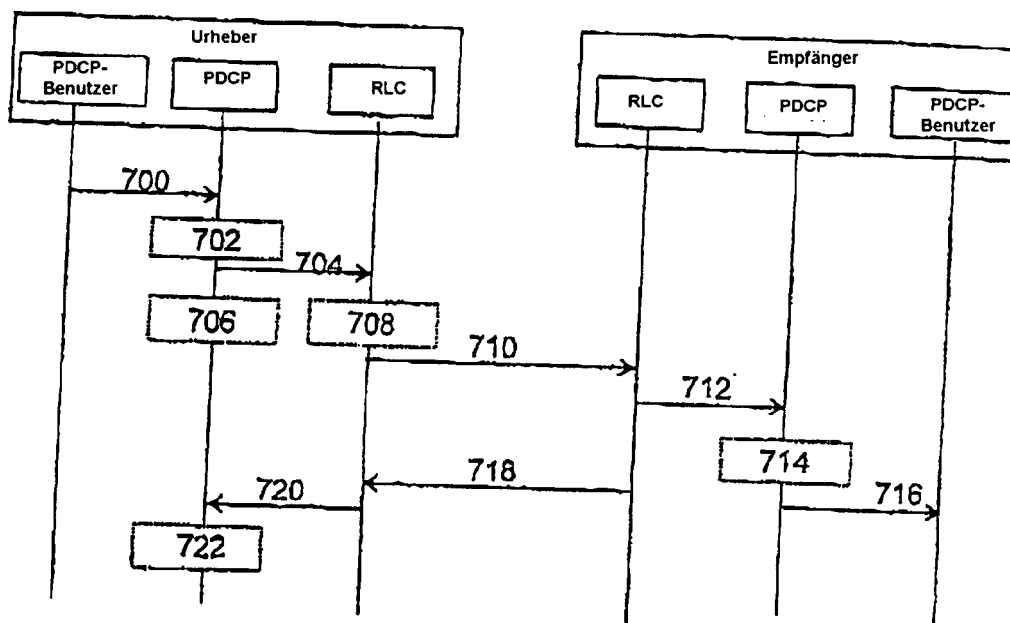 Urheber
PDCP-
Benutzer
PDCP
RLC
Empfänger
RLC
PDCP
PDCP-
Benutzer
700
702
704
706
708
710
712
714
716
718
720
722